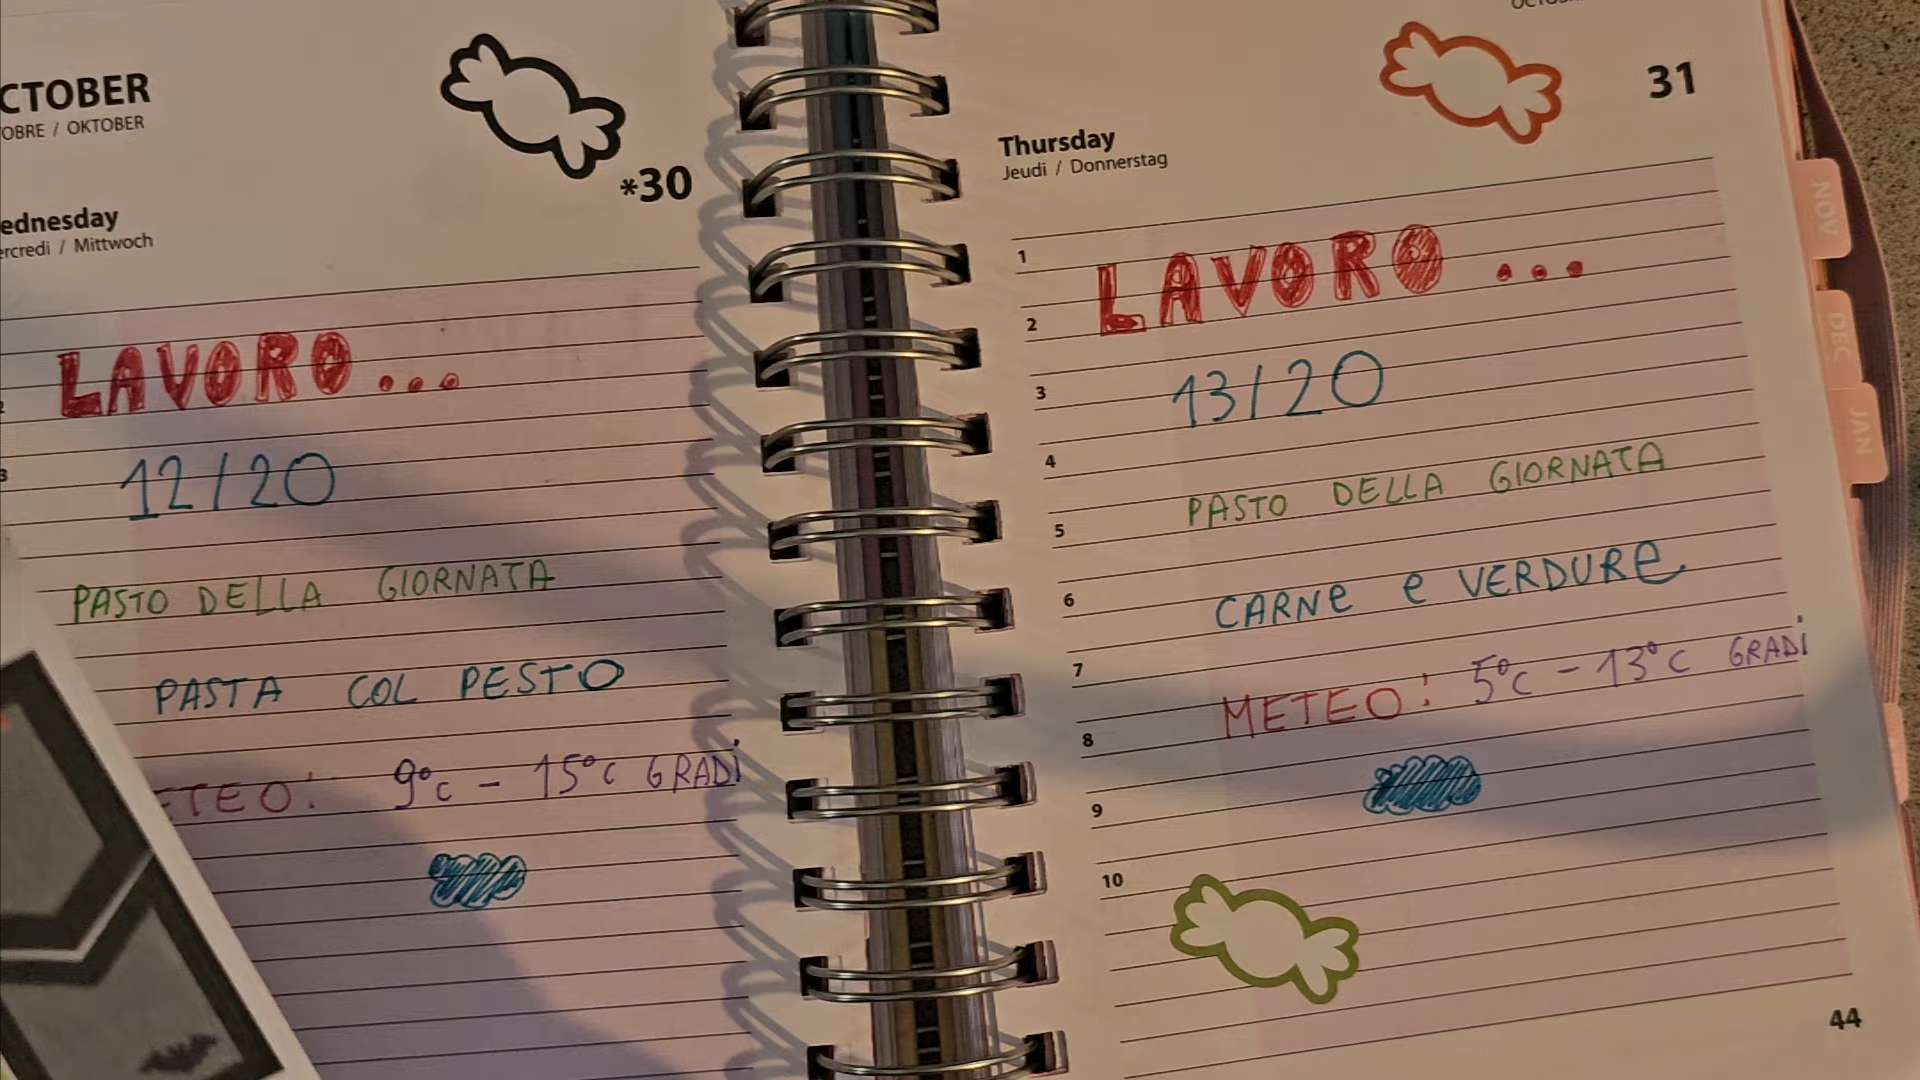 CTOBER
OBRE / OKTOBER
*30
ednesday
ercredi / Mittwoch
LAVORO...
12/20
3
PASTO DELLA GIORNATA
PASTA COL PESTO
ETEO: 9°C - 15°C GRADI
31
Thursday
Jeudi / Donnerstag
1
LAVORO ...
2
3
13/20
4
PASTO DELLA GIORNATA
5
6
CARNe e VERDURe
7
METEO: 5°C - 13°C GRADI
8
9
10
44
NOV
DEC
JAN